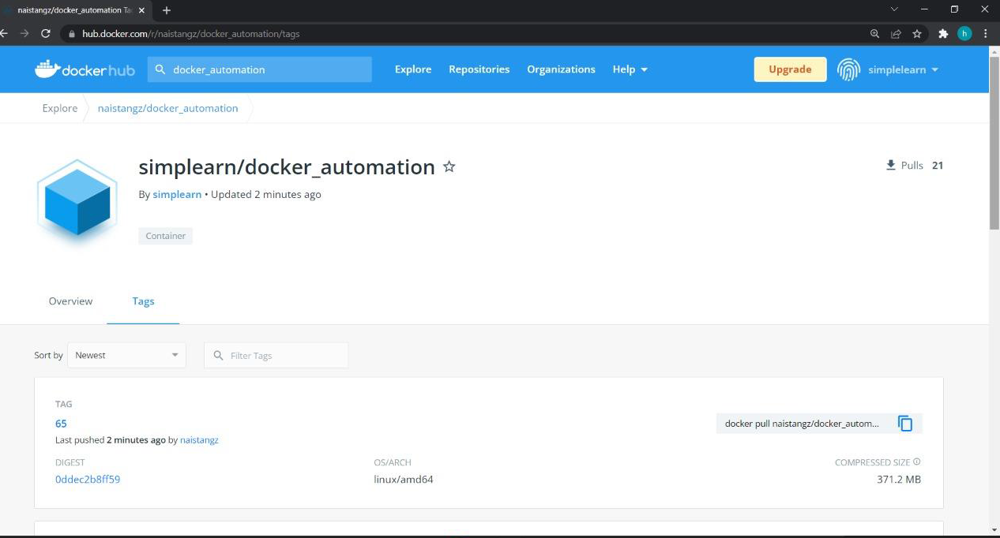 naistangz/docker_automation Ta
hub.docker.com/r/naistangz/docker_automation/tags
h
docker hub
docker_automation
Explore
Repositories
Organizations
Help
Upgrade
simplelearn
Explore
naistangz/docker_automation
simplearn/docker_automation
Pulls 21
By simplearn • Updated 2 minutes ago
Container
Overview
Tags
Sort by
Newest
Filter Tags
TAG
65
docker pull naistangz/docker_autom...
Last pushed 2 minutes ago by naistangz
DIGEST
OS/ARCH
COMPRESSED SIZE
0ddec2b8ff59
linux/amd64
371.2 MB